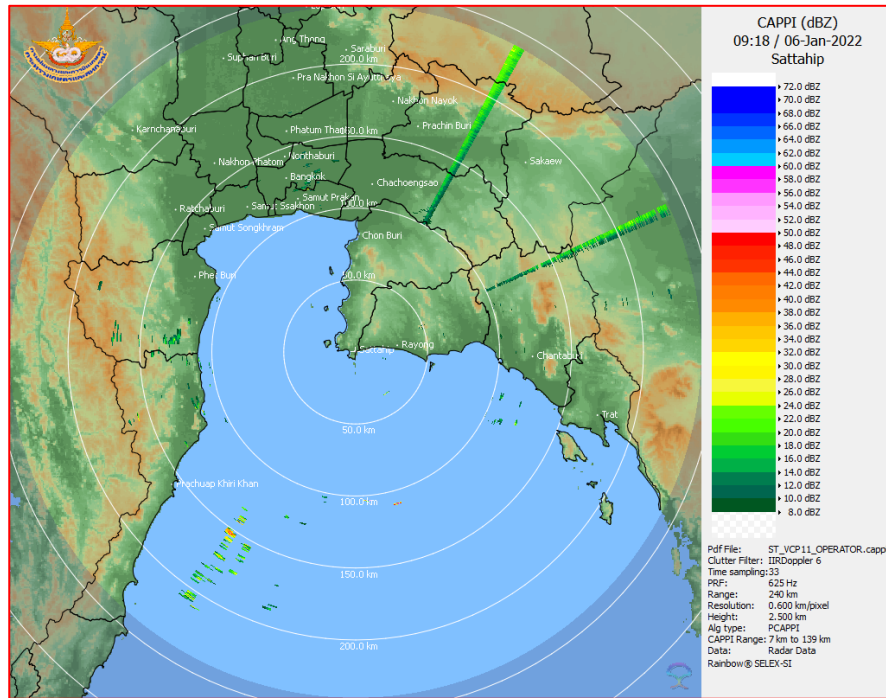 CAPPI (dBZ)
09:18 / 06-Jan-2022
Sattahip
72.0 dBZ
70.0 dBZ
68.0 dBZ
66.0 dBZ
64.0 dBZ
62.0 dBZ
60.0 dBZ
58.0 dBZ
56.0 dBZ
54.0 dBZ
52.0 dBZ
50.0 dBZ
48.0 dBZ
46.0 dBZ
44.0 dBZ
42.0 dBZ
40.0 dBZ
38.0 dBZ
36.0 dBZ
34.0 dBZ
32.0 dBZ
30.0 dBZ
28.0 dBZ
26.0 dBZ
24.0 dBZ
22.0 dBZ
20.0 dBZ
18.0 dBZ
16.0 dBZ
14.0 dBZ
12.0 dBZ
10.0 dBZ
8.0 dBZ
Pdf File: ST_VCP11_OPERATOR.capp
Clutter Filter: IIRDoppler 6
Time sampling:33
PRF: 625 Hz
Range: 240 km
Resolution: 0.600 km/pixel
Height: 2.500 km
Alg type: PCAPPI
CAPPI Range: 7 km to 139 km
Data: Radar Data
Rainbow® SELEX-SI
Ang Thong
Saraburi
Suphan Buri
200.0 km
Pra Nakhon Si Ayutthaya
Nakhon Nayok
Karnchanaburi
Phatum Thani
Prachin Buri
Nonthaburi
Nakhon Phatom
Sakaew
Bangkok
Chachoengsao
Samut Prakan
Ratchaburi
Samut Ssakhon
100.0 km
Samut Songkhram
Chon Buri
Phet Buri
50.0 km
Rayong
Sattahip
Chantaburi
Trat
50.0 km
Prachuap Khiri Khan
100.0 km
150.0 km
200.0 km